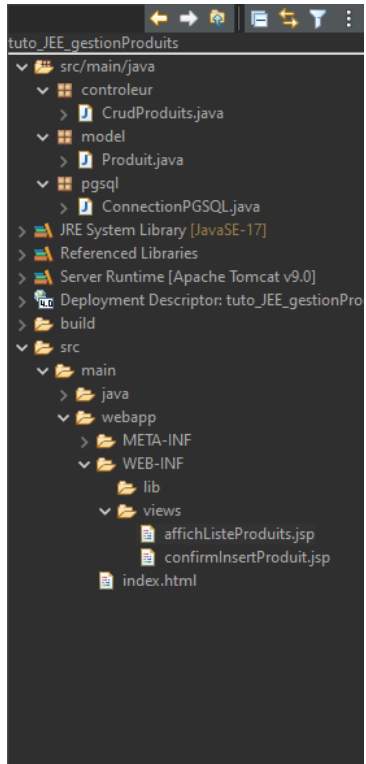 tuto_JEE_gestionProduits
src/main/java
controleur
CrudProduits.java
model
Produit.java
pgsql
ConnectionPGSQL.java
JRE System Library [JavaSE-17]
Referenced Libraries
Server Runtime [Apache Tomcat v9.0]
Deployment Descriptor: tuto_JEE_gestionPro
build
src
main
java
webapp
META-INF
WEB-INF
lib
views
affichListeProduits.jsp
confirmInsertProduit.jsp
index.html